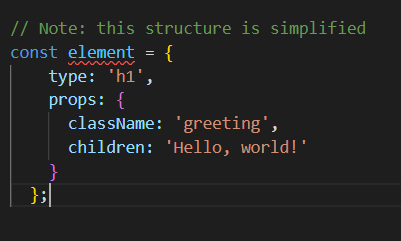 // Note: this structure is simplified
const element = {
    type: 'h1',
    props: {
      className: 'greeting',
      children: 'Hello, world!'
    }
  };